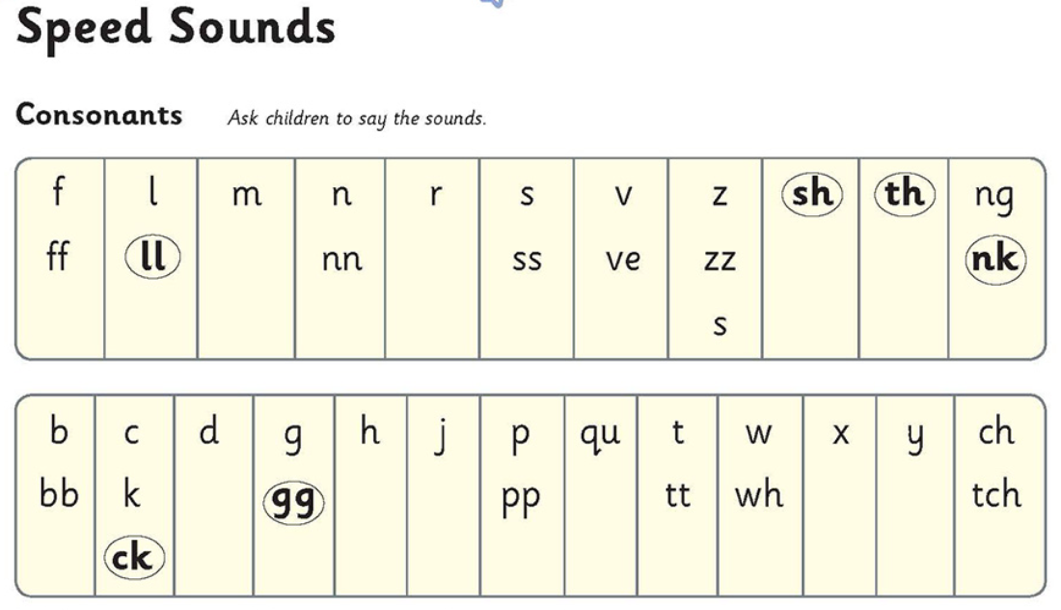 Speed Sounds
Consonants Ask children to say the sounds.
f l m n r s v z sh th ng
ff ll nn ss ve zz nk
s
b c d g h j p qu t w x y ch
bb k gg pp tt wh tch
ck